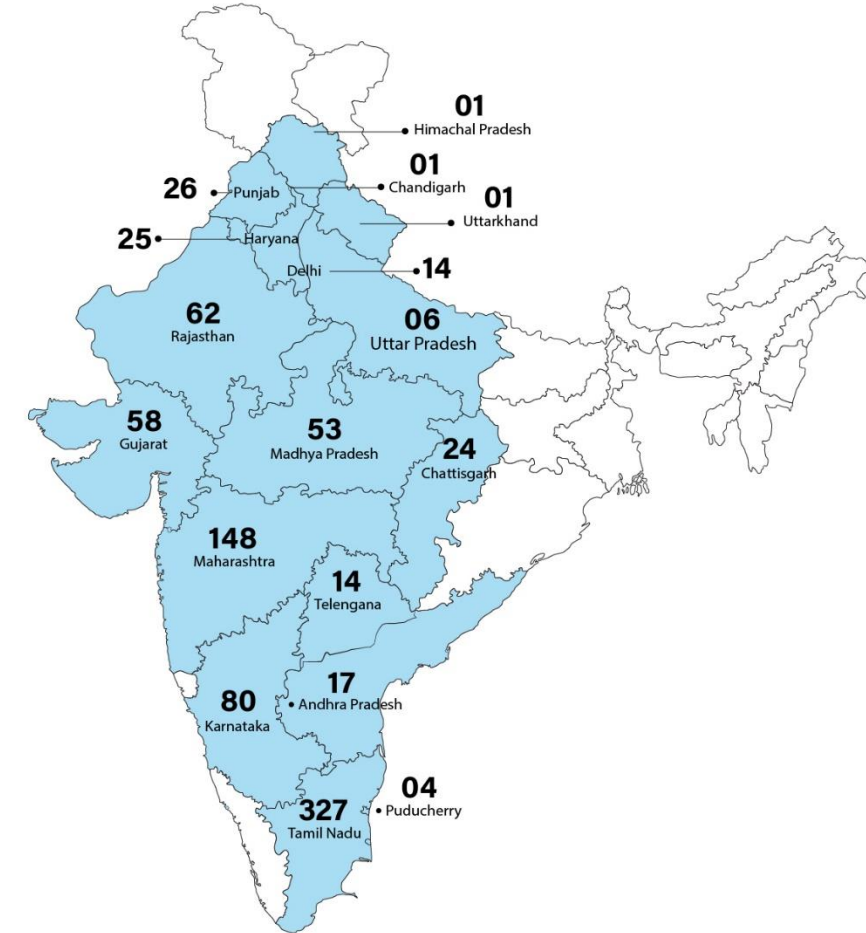 01
Himachal Pradesh
01
Chandigarh
26
Punjab
01
Uttarkhand
25
Haryana
Delhi
14
62
Rajasthan
06
Uttar Pradesh
58
Gujarat
53
Madhya Pradesh
24
Chattisgarh
148
Maharashtra
14
Telengana
80
Karnataka
17
Andhra Pradesh
04
Puducherry
327
Tamil Nadu